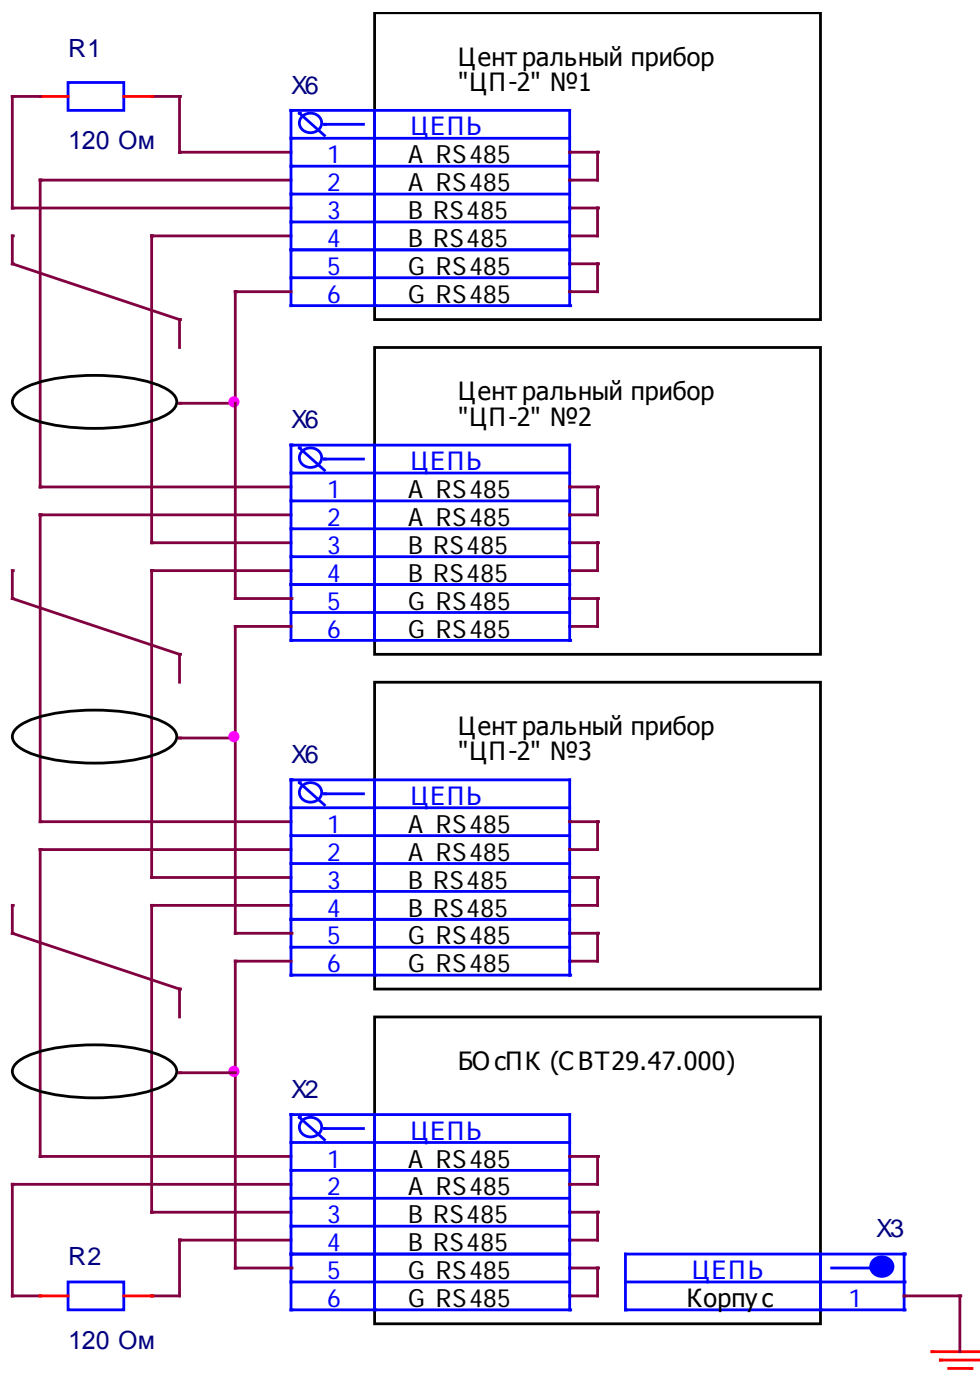 R1
120 Ом
Центральный прибор
"ЦП-2" №1
X6
ЦЕПЬ
1 A RS485
2 A RS485
3 B RS485
4 B RS485
5 G RS485
6 G RS485
Центральный прибор
"ЦП-2" №2
X6
ЦЕПЬ
1 A RS485
2 A RS485
3 B RS485
4 B RS485
5 G RS485
6 G RS485
Центральный прибор
"ЦП-2" №3
X6
ЦЕПЬ
1 A RS485
2 A RS485
3 B RS485
4 B RS485
5 G RS485
6 G RS485
БОсПК (СВТ29.47.000)
X2
ЦЕПЬ
1 A RS485
2 A RS485
3 B RS485
4 B RS485
5 G RS485
6 G RS485
R2
120 Ом
X3
ЦЕПЬ
Корпус 1